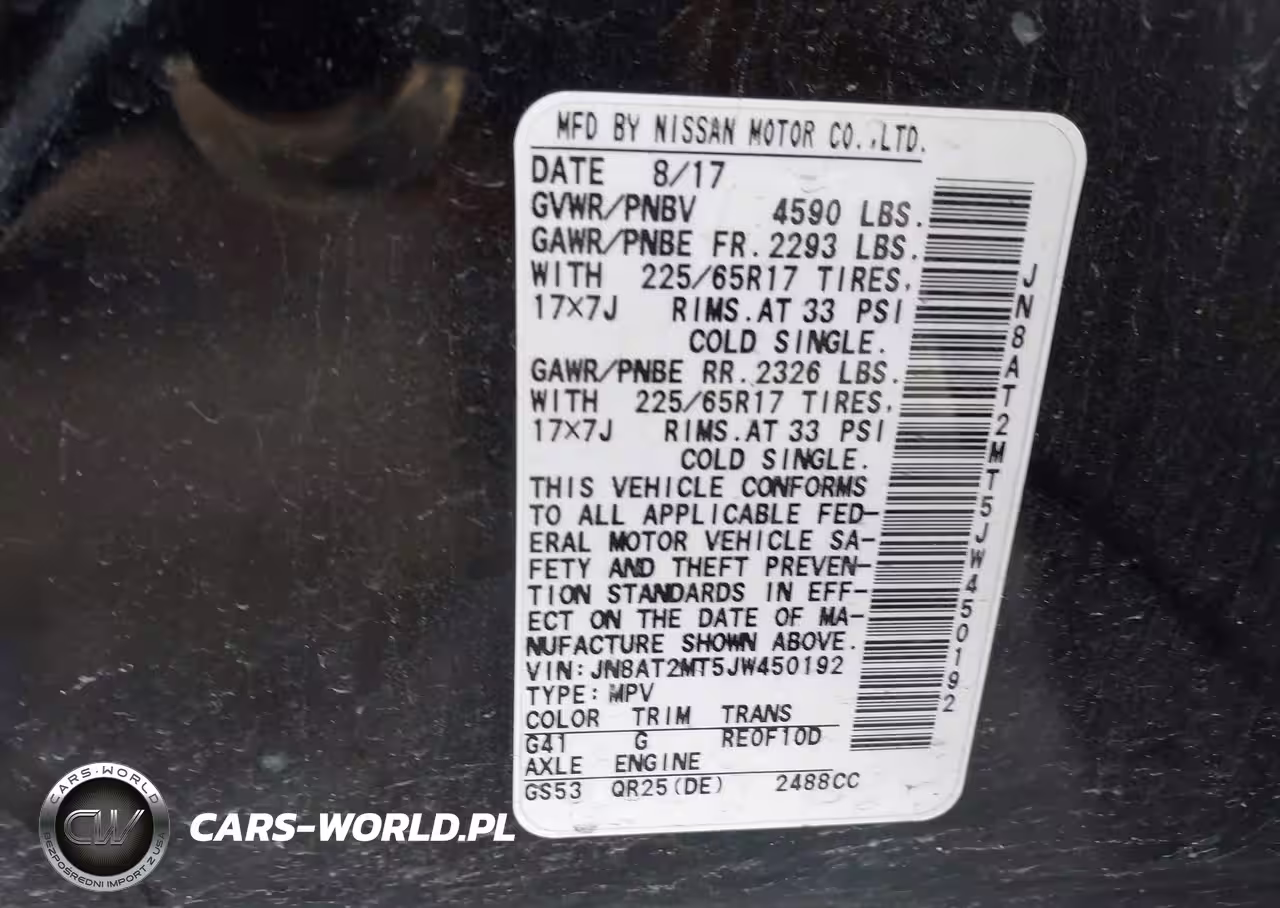 MFD BY NISSAN MOTOR CO.,LTD.
DATE 8/17
GVWR/PNBV 4590 LBS.
GAWR/PNBE FR.2293 LBS.
WITH 225/65R17 TIRES,
17×7J RIMS.AT 33 PSI
COLD SINGLE.
GAWR/PNBE RR.2326 LBS.
WITH 225/65R17 TIRES,
17×7J RIMS.AT 33 PSI
COLD SINGLE.
THIS VEHICLE CONFORMS
TO ALL APPLICABLE FED-
ERAL MOTOR VEHICLE SA-
FETY AND THEFT PREVEN-
TION STANDARDS IN EFF-
ECT ON THE DATE OF MA-
NUFACTURE SHOWN ABOVE.
VIN:JN8AT2MT5JW450192
TYPE:MPV
COLOR TRIM TRANS
G41 G RE0F10D
AXLE ENGINE
GS53 QR25(DE) 2488CC
JN8AT2MT5JW450192
CARS-WORLD
CW
BEZPOŚREDNI IMPORT Z USA
CARS-WORLD.PL